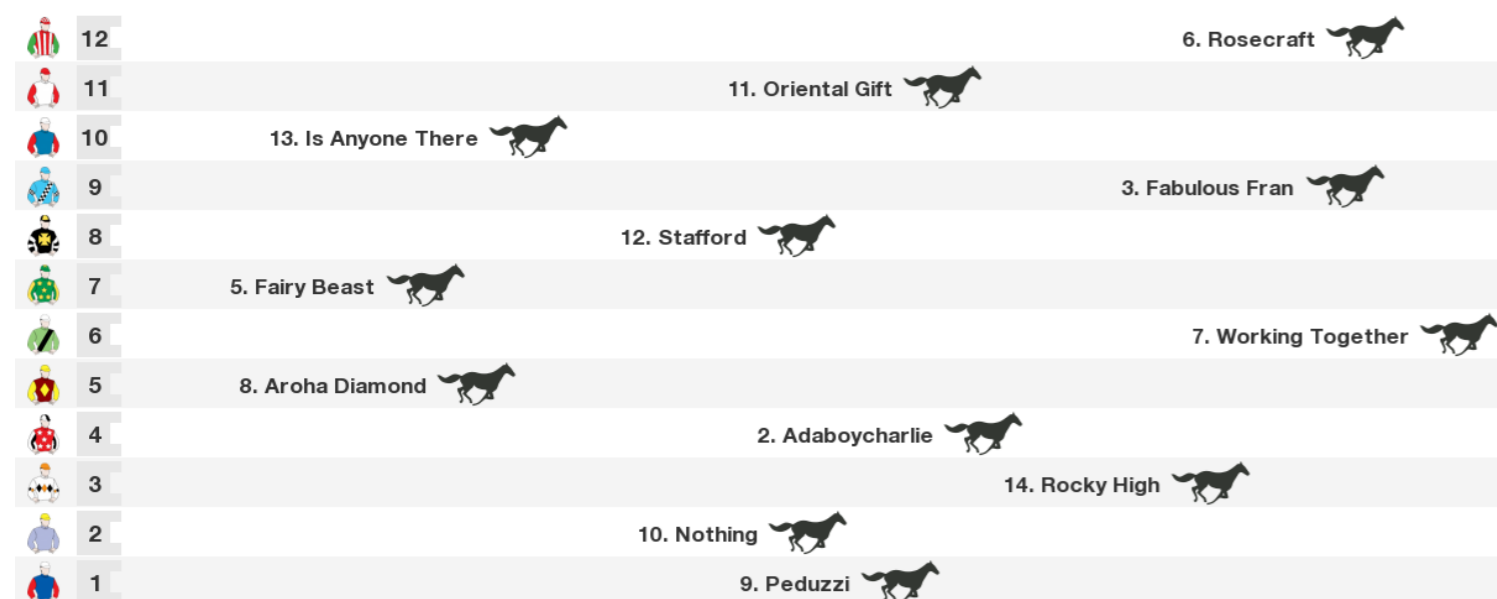 12 6. Rosecraft
11 11. Oriental Gift
10 13. Is Anyone There
9 3. Fabulous Fran
8 12. Stafford
7 5. Fairy Beast
6 7. Working Together
5 8. Aroha Diamond
4 2. Adaboycharlie
3 14. Rocky High
2 10. Nothing
1 9. Peduzzi